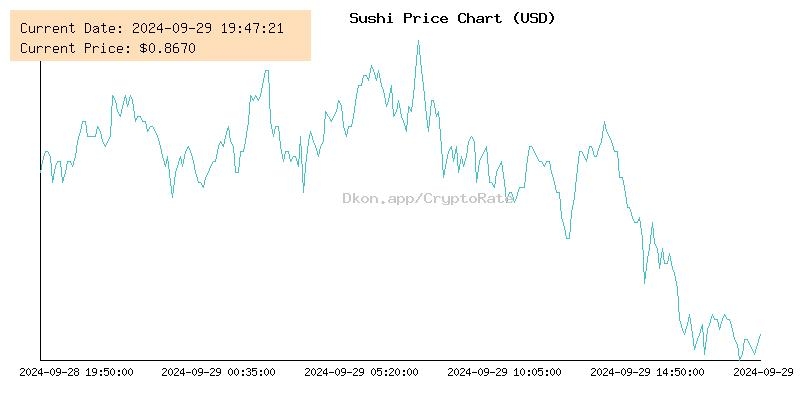 Sushi Price Chart (USD)
Current Date: 2024-09-29 19:47:21
Current Price: $0.8670
Dkon.app/CryptoRate
2024-09-28 19:50:00 2024-09-29 00:35:00 2024-09-29 05:20:00 2024-09-29 10:05:00 2024-09-29 14:50:00 2024-09-29